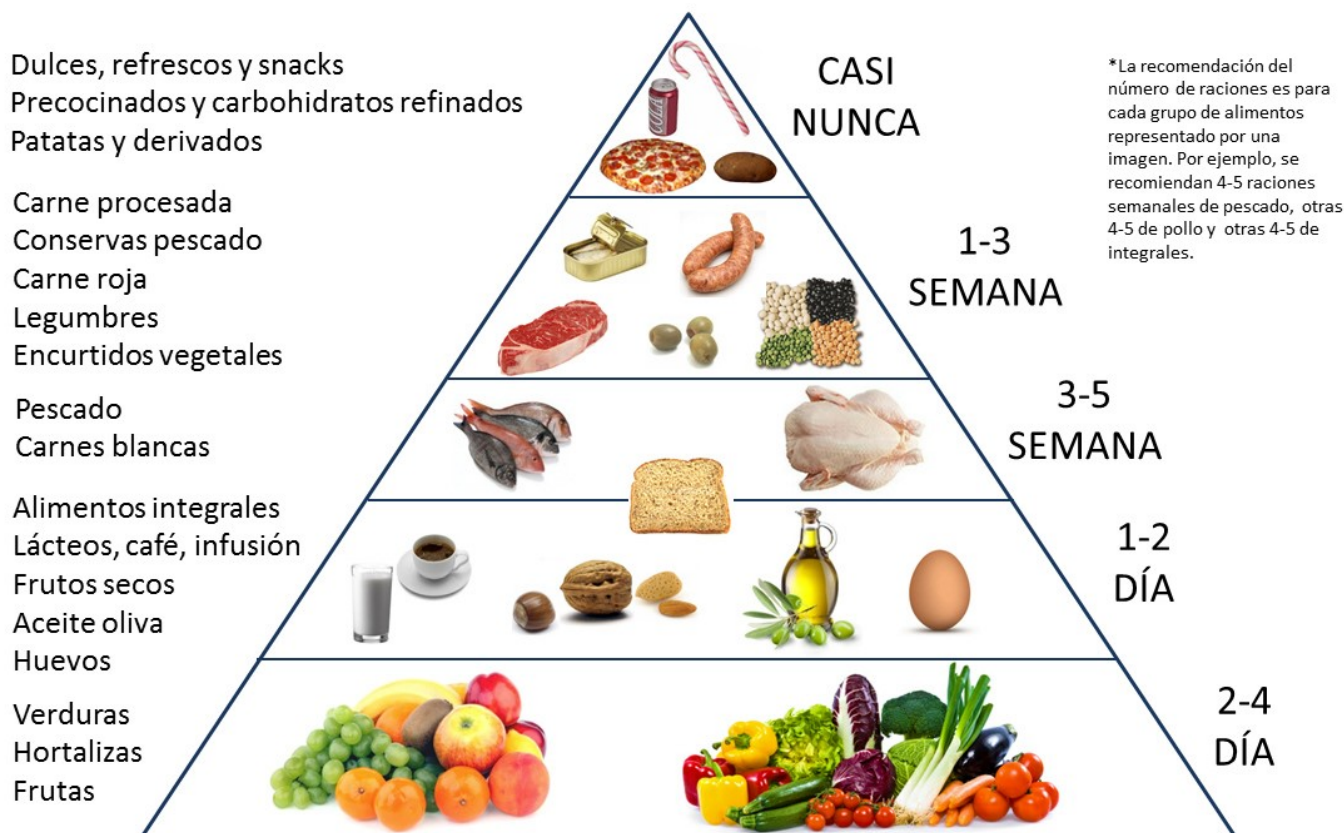 Dulces, refrescos y snacks
Precocinados y carbohidratos refinados
Patatas y derivados
CASI
NUNCA
COLA
*La recomendación del
número de raciones es para
cada grupo de alimentos
representado por una
imagen. Por ejemplo, se
recomiendan 4-5 raciones
semanales de pescado, otras
4-5 de pollo y otras 4-5 de
integrales.
Carne procesada
Conservas pescado
Carne roja
Legumbres
Encurtidos vegetales
1-3
SEMANA
Pescado
Carnes blancas
3-5
SEMANA
Alimentos integrales
Lácteos, café, infusión
Frutos secos
Aceite oliva
Huevos
1-2
DÍA
Verduras
Hortalizas
Frutas
2-4
DÍA